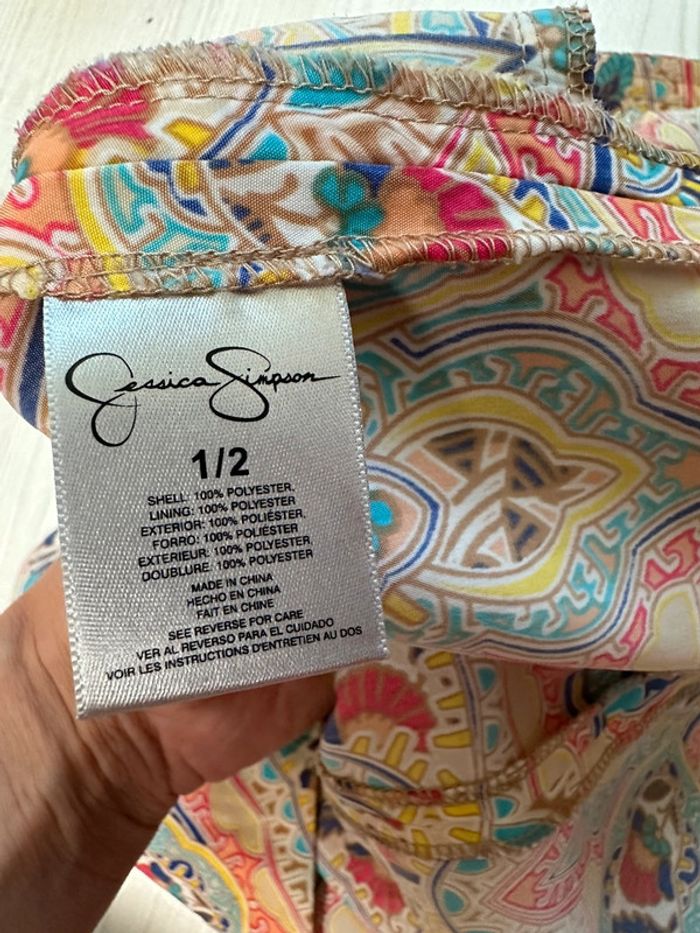 Jessica Simpson
1/2
SHELL: 100% POLYESTER.
LINING: 100% POLYESTER
EXTERIOR: 100% POLIÉSTER.
FORRO: 100% POLIÉSTER
EXTERIEUR: 100% POLYESTER.
DOUBLURE: 100% POLYESTER
MADE IN CHINA
HECHO EN CHINA
FAIT EN CHINE
SEE REVERSE FOR CARE
VER AL REVERSO PARA EL CUIDADO
VOIR LES INSTRUCTIONS D'ENTRETIEN AU DOS